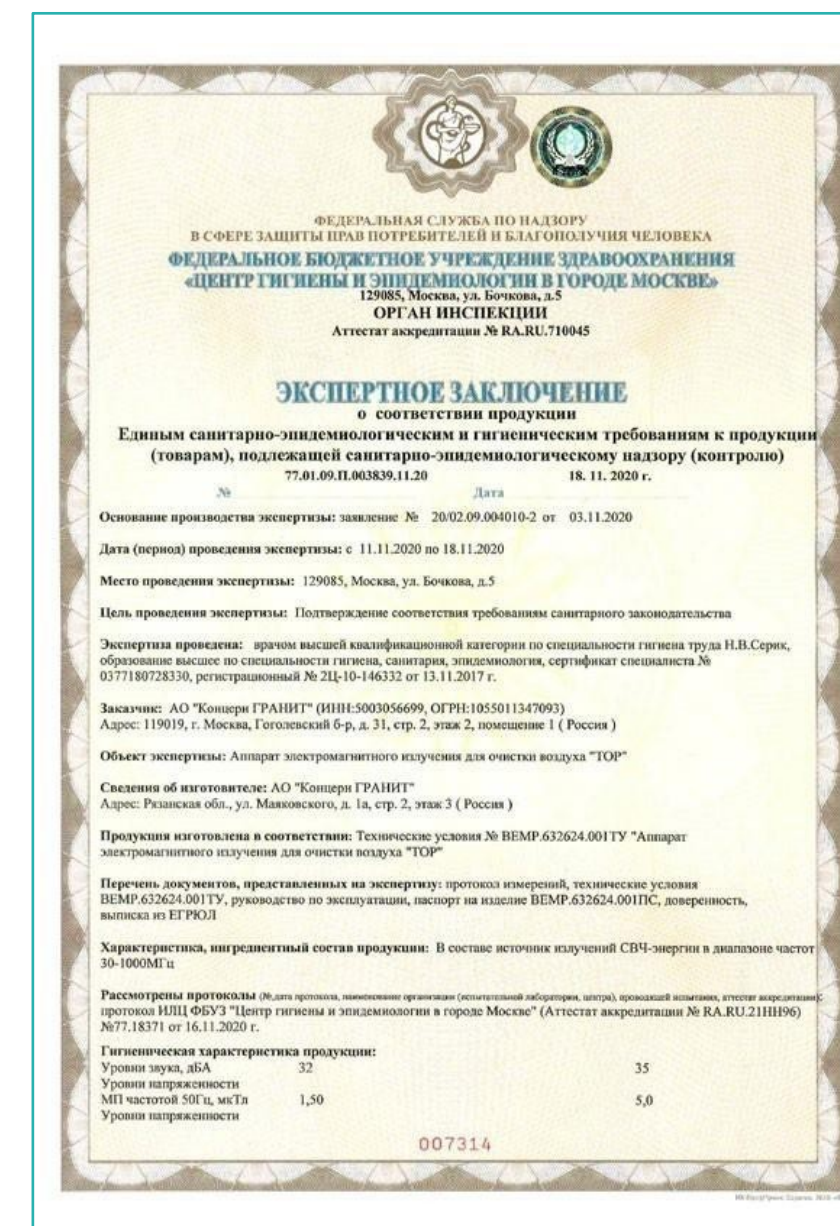 ФЕДЕРАЛЬНАЯ СЛУЖБА ПО НАДЗОРУ
В СФЕРЕ ЗАЩИТЫ ПРАВ ПОТРЕБИТЕЛЕЙ И БЛАГОПОЛУЧИЯ ЧЕЛОВЕКА
ФЕДЕРАЛЬНОЕ БЮДЖЕТНОЕ УЧРЕЖДЕНИЕ ЗДРАВООХРАНЕНИЯ
«ЦЕНТР ГИГИЕНЫ И ЭПИДЕМИОЛОГИИ В ГОРОДЕ МОСКВЕ»
129085, Москва, ул. Бочкова, д.5
ОРГАН ИНСПЕКЦИИ
Аттестат аккредитации № RA.RU.710045
ЭКСПЕРТНОЕ ЗАКЛЮЧЕНИЕ
о соответствии продукции
Единым санитарно-эпидемиологическим и гигиеническим требованиям к продукции
(товарам), подлежащей санитарно-эпидемиологическому надзору (контролю)
77.01.09.П.003839.11.20 18. 11. 2020 г.
№ Дата
Основание производства экспертизы: заявление № 20/02.09.004010-2 от 03.11.2020
Дата (период) проведения экспертизы: с 11.11.2020 по 18.11.2020
Место проведения экспертизы: 129085, Москва, ул. Бочкова, д.5
Цель проведения экспертизы: Подтверждение соответствия требованиям санитарного законодательства
Экспертиза проведена: врачом высшей квалификационной категории по специальности гигиена труда Н.В.Серик,
образование высшее по специальности гигиена, санитария, эпидемиология, сертификат специалиста №
0377180728330, регистрационный № 2Ц-10-146332 от 13.11.2017 г.
Заказчик: АО "Концерн ГРАНИТ" (ИНН:5003056699, ОГРН:1055011347093)
Адрес: 119019, г. Москва, Гоголевский б-р, д. 31, стр. 2, этаж 2, помещение 1 ( Россия )
Объект экспертизы: Аппарат электромагнитного излучения для очистки воздуха "ТОР"
Сведения об изготовителе: АО "Концерн ГРАНИТ"
Адрес: Рязанская обл., ул. Маяковского, д. 1а, стр. 2, этаж 3 ( Россия )
Продукция изготовлена в соответствии: Технические условия № ВЕМР.632624.001ТУ "Аппарат
электромагнитного излучения для очистки воздуха "ТОР"
Перечень документов, представленных на экспертизу: протокол измерений, технические условия
ВЕМР.632624.001ТУ, руководство по эксплуатации, паспорт на изделие ВЕМР.632624.001ПС, доверенность,
выписка из ЕГРЮЛ
Характеристика, ингредиентный состав продукции: В составе источник излучений СВЧ-энергии в диапазоне частот
30-1000МГц
Рассмотрены протоколы (№,дата протокола, наименование организации (испытательной лаборатории, центра), проводящей испытания, аттестат аккредитации):
протокол ИЛЦ ФБУЗ "Центр гигиены и эпидемиологии в городе Москве" (Аттестат аккредитации № RA.RU.21НН96)
№77.18371 от 16.11.2020 г.
Гигиеническая характеристика продукции:
Уровни звука, дБА 32 35
Уровни напряженности
МП частотой 50Гц, мкТл 1,50 5,0
Уровни напряженности
007314